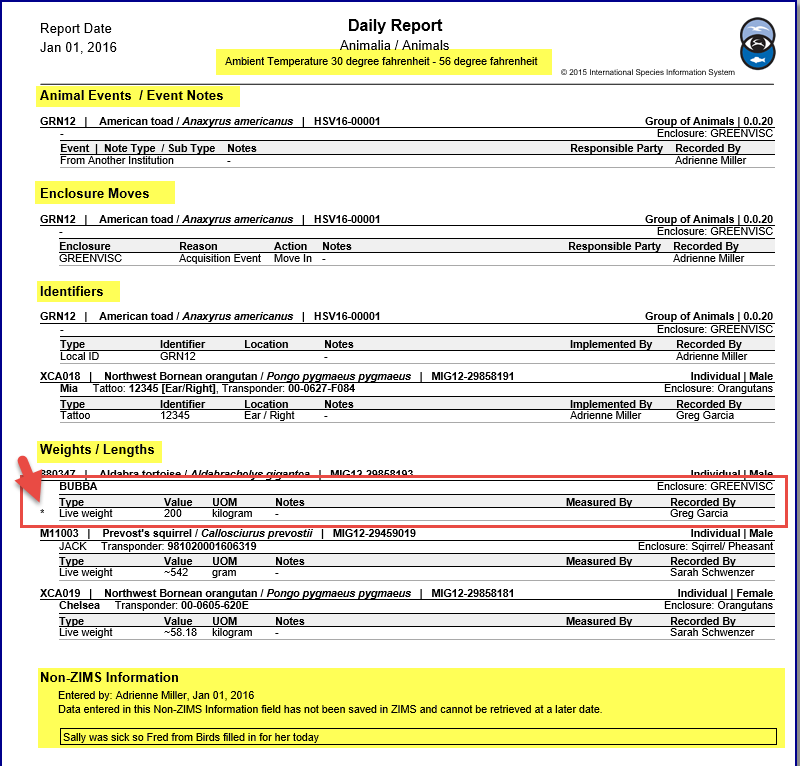 Report Date
Daily Report
Jan 01, 2016
Animalia / Animals
Ambient Temperature 30 degree fahrenheit - 56 degree fahrenheit
© 2015 International Species Information System
Animal Events / Event Notes
GRN12 | American toad / Anaxyrus americanus | HSV16-00001 Group of Animals | 0.0.20
- Enclosure: GREENVISC
Event | Note Type / Sub Type Notes Responsible Party Recorded By
From Another Institution - Adrienne Miller
Enclosure Moves
GRN12 | American toad / Anaxyrus americanus | HSV16-00001 Group of Animals | 0.0.20
- Enclosure: GREENVISC
Enclosure Reason Action Notes Responsible Party Recorded By
GREENVISC Acquisition Event Move In - Adrienne Miller
Identifiers
GRN12 | American toad / Anaxyrus americanus | HSV16-00001 Group of Animals | 0.0.20
- Enclosure: GREENVISC
Type Identifier Location Notes Implemented By Recorded By
Local ID GRN12 - Adrienne Miller
XCA018 | Northwest Bornean orangutan / Pongo pygmaeus pygmaeus | MIG12-29858191 Individual | Male
Mia Tattoo: 12345 [Ear/Right], Transponder: 00-0627-F084 Enclosure: Orangutans
Type Identifier Location Notes Implemented By Recorded By
Tattoo 12345 Ear / Right - Adrienne Miller Greg Garcia
Weights / Lengths
880347 | Aldabra tortoise / Aldabrachelys gigantea | MIG12-29858193 Individual | Male
BUBBA Enclosure: GREENVISC
Type Value UOM Notes Measured By Recorded By
* Live weight 200 kilogram - Greg Garcia
M11003 | Prevost's squirrel / Callosciurus prevostii | MIG12-29459019 Individual | Male
JACK Transponder: 981020001606319 Enclosure: Sqirrel/ Pheasant
Type Value UOM Notes Measured By Recorded By
Live weight ~542 gram - Sarah Schwenzer
XCA019 | Northwest Bornean orangutan / Pongo pygmaeus pygmaeus | MIG12-29858181 Individual | Female
Chelsea Transponder: 00-0605-620E Enclosure: Orangutans
Type Value UOM Notes Measured By Recorded By
Live weight ~58.18 kilogram - Sarah Schwenzer
Non-ZIMS Information
Entered by: Adrienne Miller, Jan 01, 2016
Data entered in this Non-ZIMS Information field has not been saved in ZIMS and cannot be retrieved at a later date.
Sally was sick so Fred from Birds filled in for her today